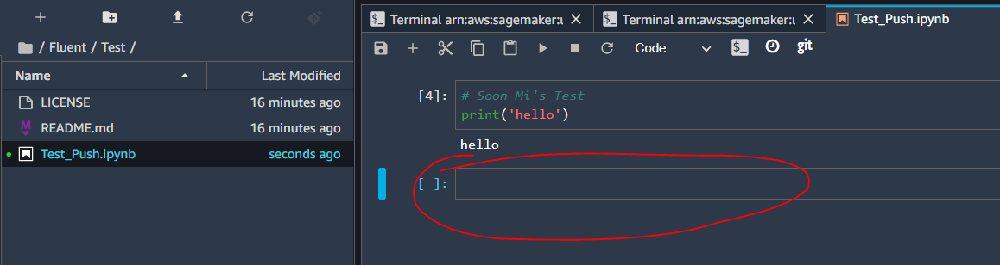 / Fluent / Test /
Name
Last Modified
LICENSE
16 minutes ago
README.md
16 minutes ago
Test_Push.ipynb
seconds ago
$_ Terminal arn:aws:sagemaker:u
$_ Terminal arn:aws:sagemaker:u
Test_Push.ipynb
Code
$_
git
[4]: # Soon Mi's Test
print('hello')
hello
[ ]: